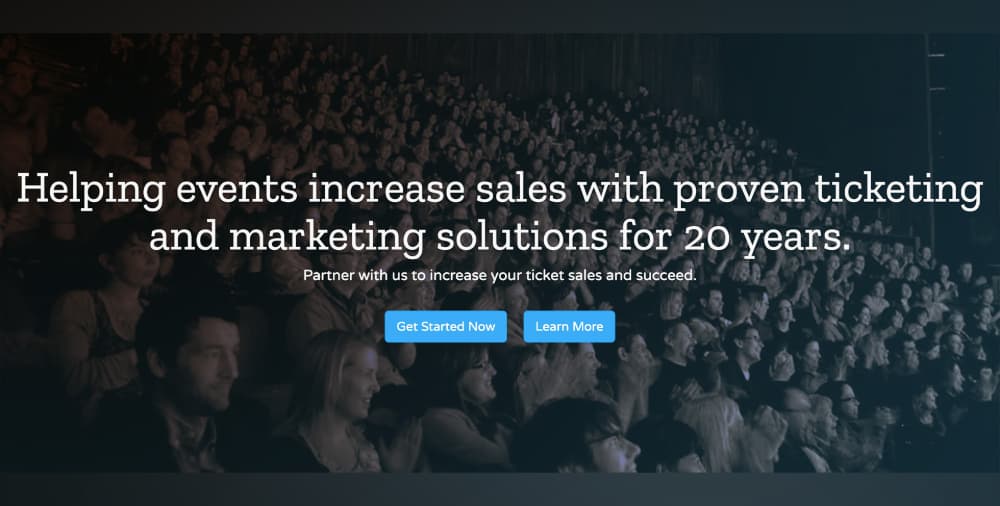 Helping events increase sales with proven ticketing
and marketing solutions for 20 years.
Partner with us to increase your ticket sales and succeed.
Get Started Now
Learn More